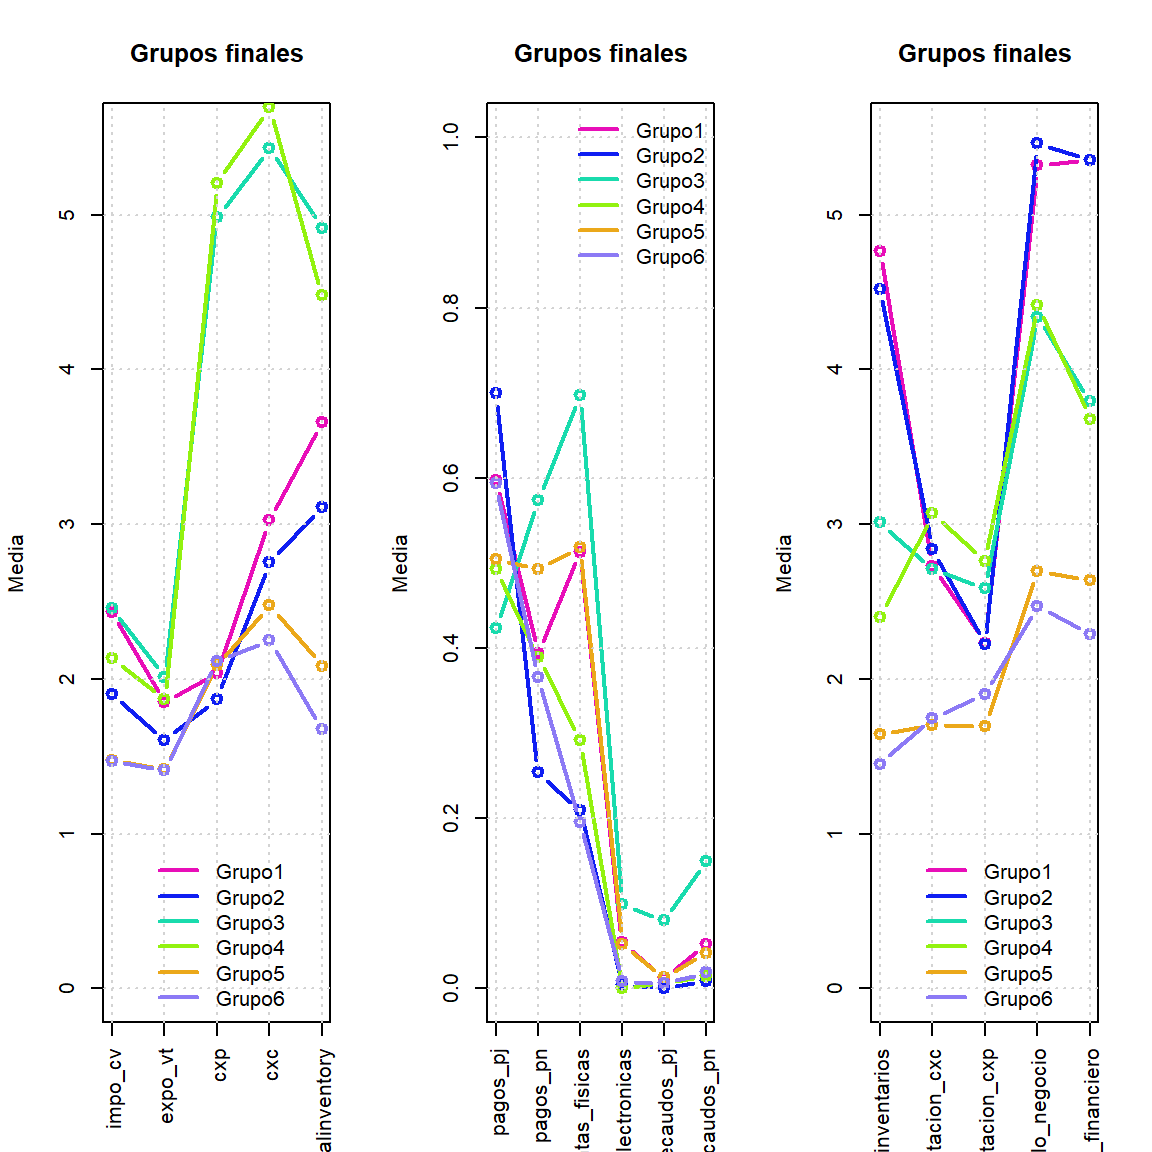 Grupos finales
Media
5
4
3
2
1
0
Grupo1
Grupo2
Grupo3
Grupo4
Grupo5
Grupo6
impo_cv
expo_vt
cxp
cxc
alinventory
Grupos finales
Media
1.0
0.8
0.6
0.4
0.2
0.0
Grupo1
Grupo2
Grupo3
Grupo4
Grupo5
Grupo6
pagos_pj
pagos_pn
tas_fisicas
lectronicas
ecaudos_pj
caudos_pn
Grupos finales
Media
5
4
3
2
1
0
Grupo1
Grupo2
Grupo3
Grupo4
Grupo5
Grupo6
inventarios
tacion_cxc
tacion_cxp
lo_negocio
_financiero